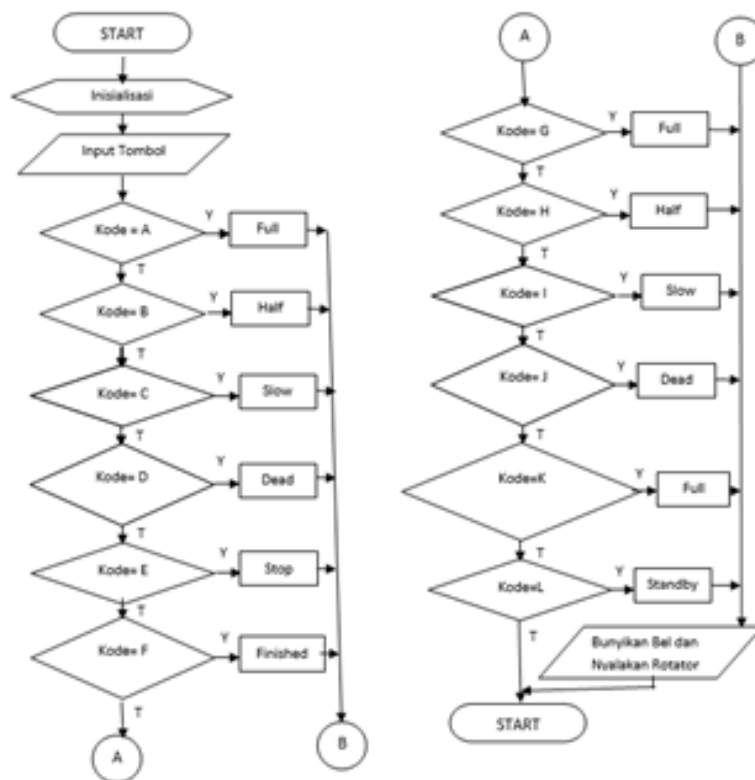 START
Inisialisasi
Input Tombol
Kode = A
Y
Full
T
Kode= B
Y
Half
T
Kode= C
Y
Slow
T
Kode= D
Y
Dead
T
Kode= E
Y
Stop
T
Kode= F
Y
Finished
T
A
B
A
B
Kode= G
Y
Full
T
Kode= H
Y
Half
T
Kode= I
Y
Slow
T
Kode= J
Y
Dead
T
Kode=K
Y
Full
T
Kode=L
Y
Standby
T
Bunyikan Bel dan
Nyalakan Rotator
START